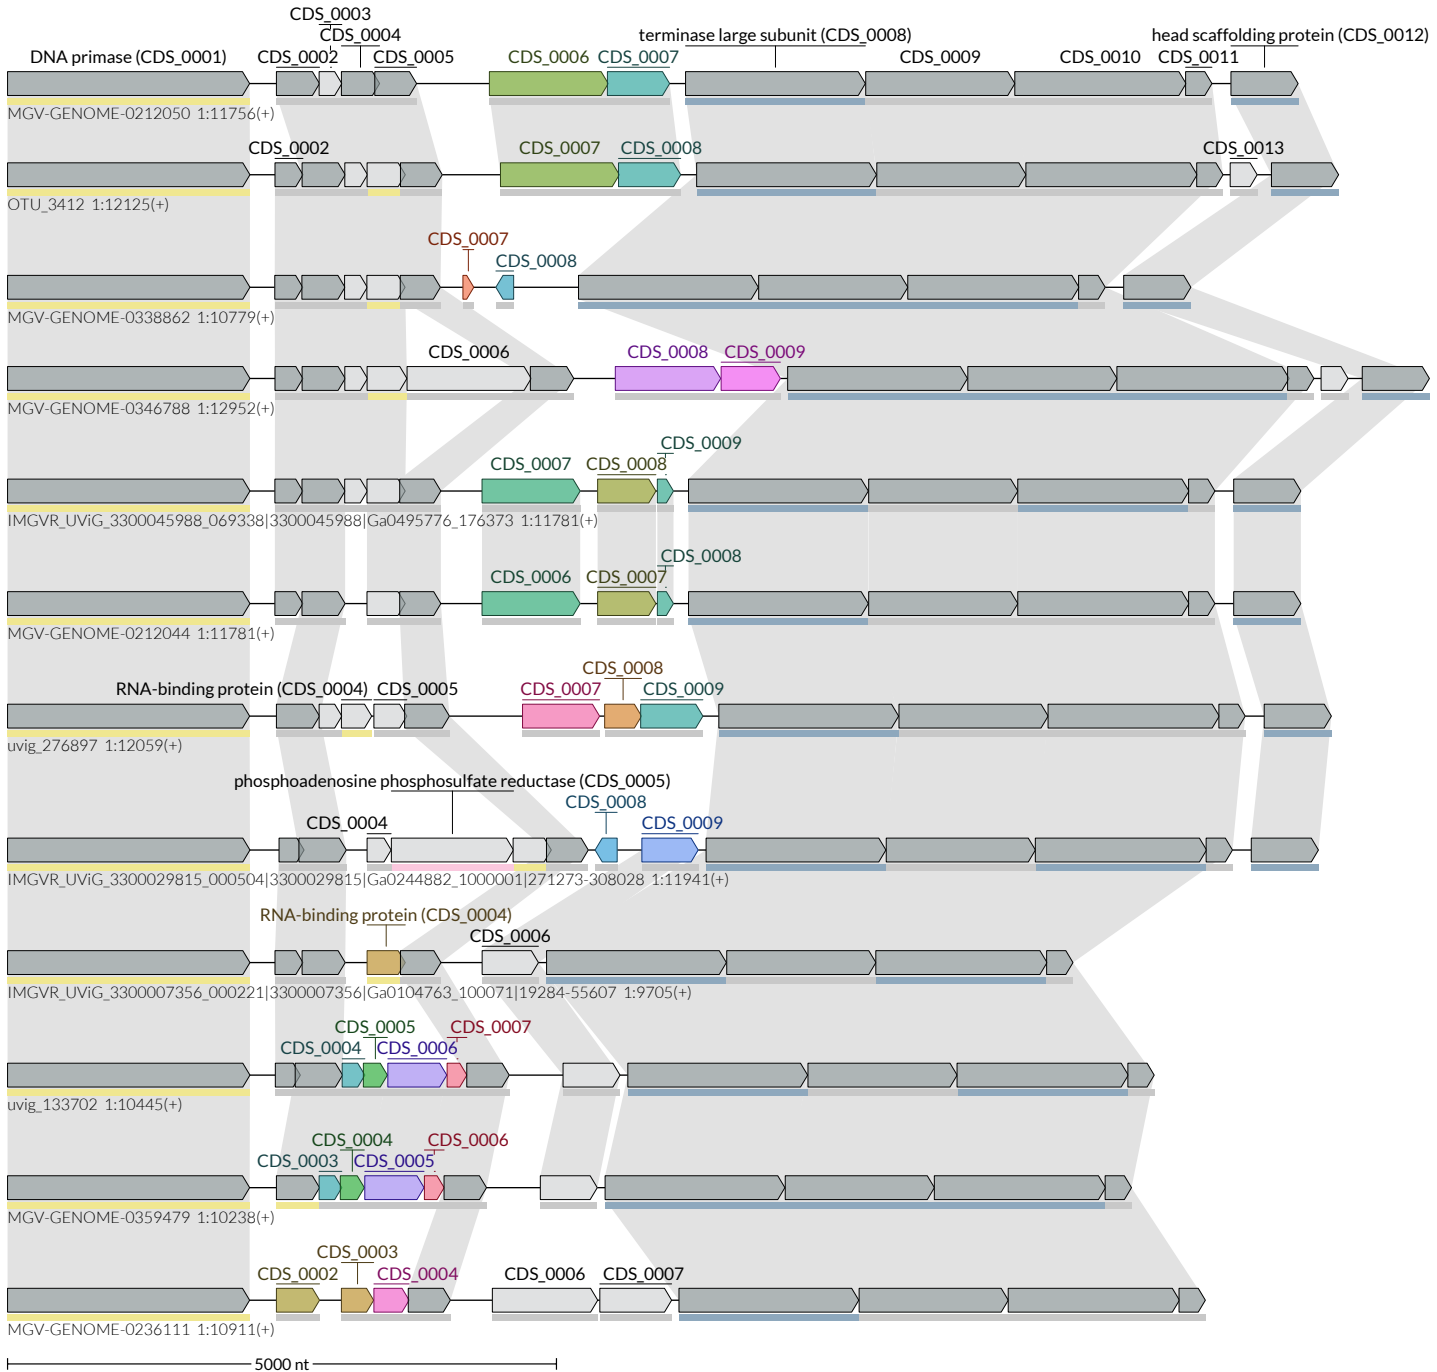 CDS_0003
CDS_0004
terminase large subunit (CDS_0008)
head scaffolding protein (CDS_0012)
DNA primase (CDS_0001)
CDS_0002
CDS_0005
CDS_0006
CDS_0007
CDS_0009
CDS_0010
CDS_0011
MGV-GENOME-0212050 1:11756(+)
CDS_0002
CDS_0007
CDS_0008
CDS_0013
OTU_3412 1:12125(+)
CDS_0007
CDS_0008
MGV-GENOME-0338862 1:10779(+)
CDS_0006
CDS_0008
CDS_0009
MGV-GENOME-0346788 1:12952(+)
CDS_0009
CDS_0007
CDS_0008
IMGVR_UViG_3300045988_069338|3300045988|Ga0495776_176373 1:11781(+)
CDS_0008
CDS_0006
CDS_0007
MGV-GENOME-0212044 1:11781(+)
CDS_0008
RNA-binding protein (CDS_0004)
CDS_0005
CDS_0007
CDS_0009
uvig_276897 1:12059(+)
phosphoadenosine phosphosulfate reductase (CDS_0005)
CDS_0008
CDS_0004
CDS_0009
IMGVR_UViG_3300029815_000504|3300029815|Ga0244882_1000001|271273-308028 1:11941(+)
RNA-binding protein (CDS_0004)
CDS_0006
IMGVR_UViG_3300007356_000221|3300007356|Ga0104763_100071|19284-55607 1:9705(+)
CDS_0005
CDS_0007
CDS_0004
CDS_0006
uvig_133702 1:10445(+)
CDS_0004
CDS_0006
CDS_0003
CDS_0005
MGV-GENOME-0359479 1:10238(+)
CDS_0003
CDS_0002
CDS_0004
CDS_0006
CDS_0007
MGV-GENOME-0236111 1:10911(+)
5000 nt